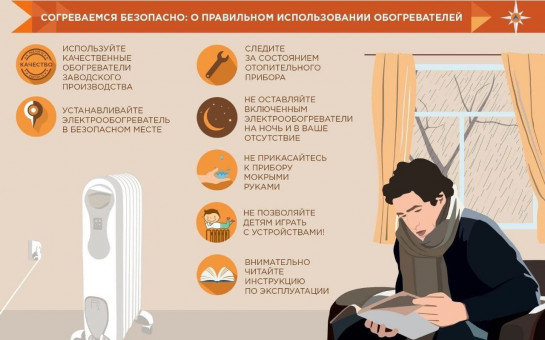 СОГРЕВАЕМСЯ БЕЗОПАСНО: О ПРАВИЛЬНОМ ИСПОЛЬЗОВАНИИ ОБОГРЕВАТЕЛЕЙ
КАЧЕСТВО
ИСПОЛЬЗУЙТЕ
КАЧЕСТВЕННЫЕ
ОБОГРЕВАТЕЛИ
ЗАВОДСКОГО
ПРОИЗВОДСТВА
УСТАНАВЛИВАЙТЕ
ЭЛЕКТРООБОГРЕВАТЕЛЬ
В БЕЗОПАСНОМ МЕСТЕ
СЛЕДИТЕ
ЗА СОСТОЯНИЕМ
ОТОПИТЕЛЬНОГО
ПРИБОРА
НЕ ОСТАВЛЯЙТЕ
ВКЛЮЧЕННЫМ
ЭЛЕКТРООБОГРЕВАТЕЛИ
НА НОЧЬ И В ВАШЕ
ОТСУТСТВИЕ
НЕ ПРИКАСАЙТЕСЬ
К ПРИБОРУ
МОКРЫМИ
РУКАМИ
НЕ ПОЗВОЛЯЙТЕ
ДЕТЯМ ИГРАТЬ
С УСТРОЙСТВАМИ!
ВНИМАТЕЛЬНО
ЧИТАЙТЕ
ИНСТРУКЦИЮ
ПО ЭКСПЛУАТАЦИИ